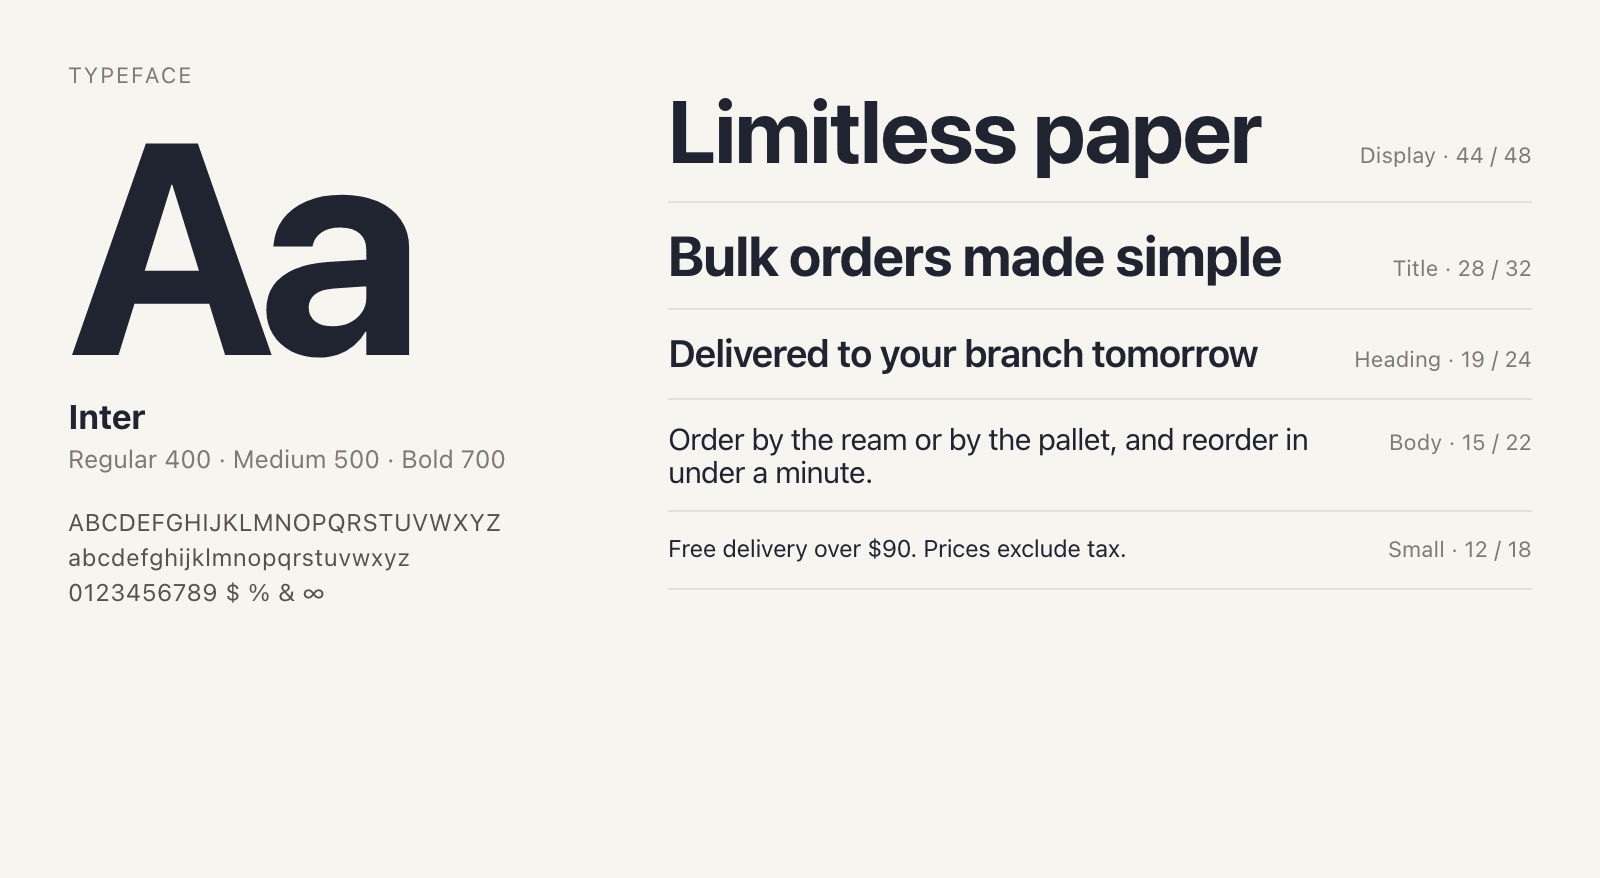 TYPEFACE
Aa
Inter
Regular 400 · Medium 500 · Bold 700
ABCDEFGHIJKLMNOPQRSTUVWXYZ
abcdefghijklmnopqrstuvwxyz
0123456789 $ % & ∞
Limitless paper
Display · 44 / 48
Bulk orders made simple
Title · 28 / 32
Delivered to your branch tomorrow
Heading · 19 / 24
Order by the ream or by the pallet, and reorder in
under a minute.
Body · 15 / 22
Free delivery over $90. Prices exclude tax.
Small · 12 / 18